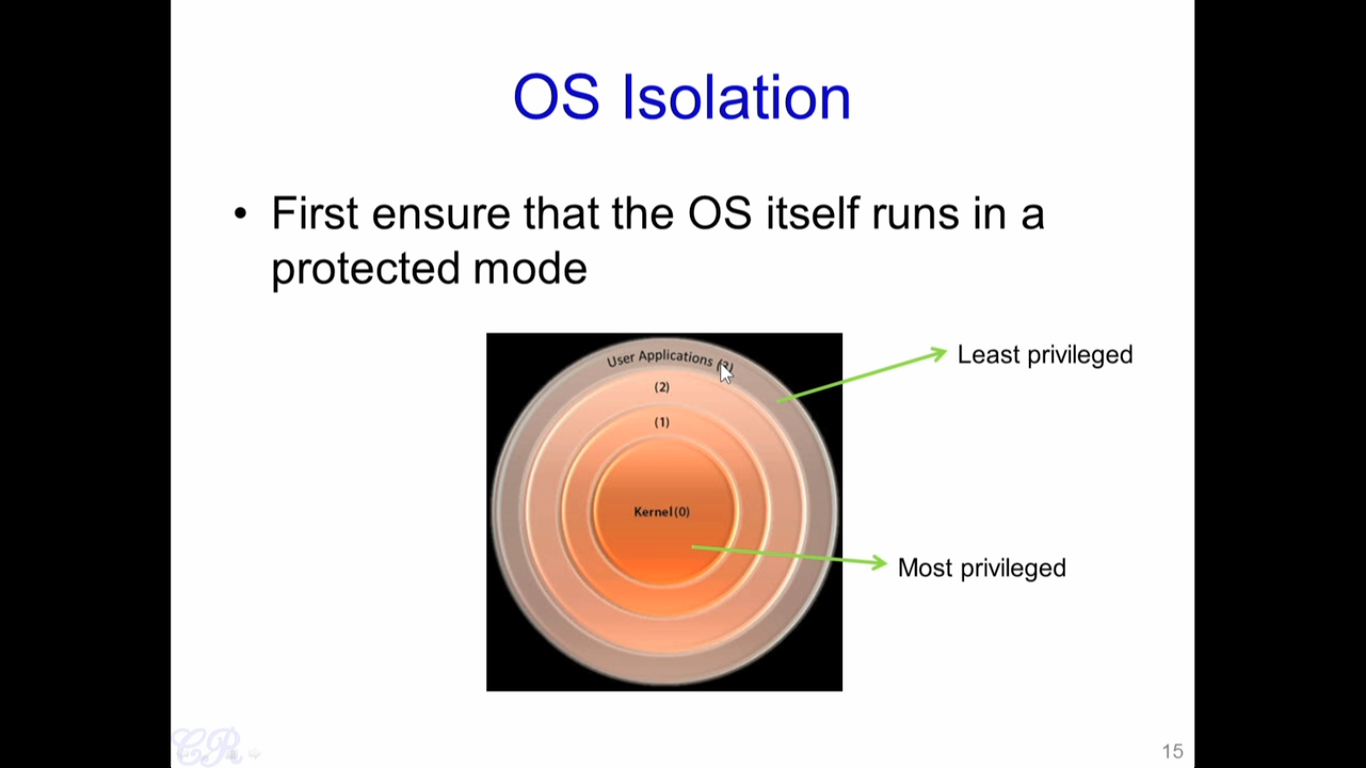 OS Isolation
• First ensure that the OS itself runs in a
protected mode
User Applications (3)
(2)
(1)
Kernel(0)
Least privileged
Most privileged
CR
15